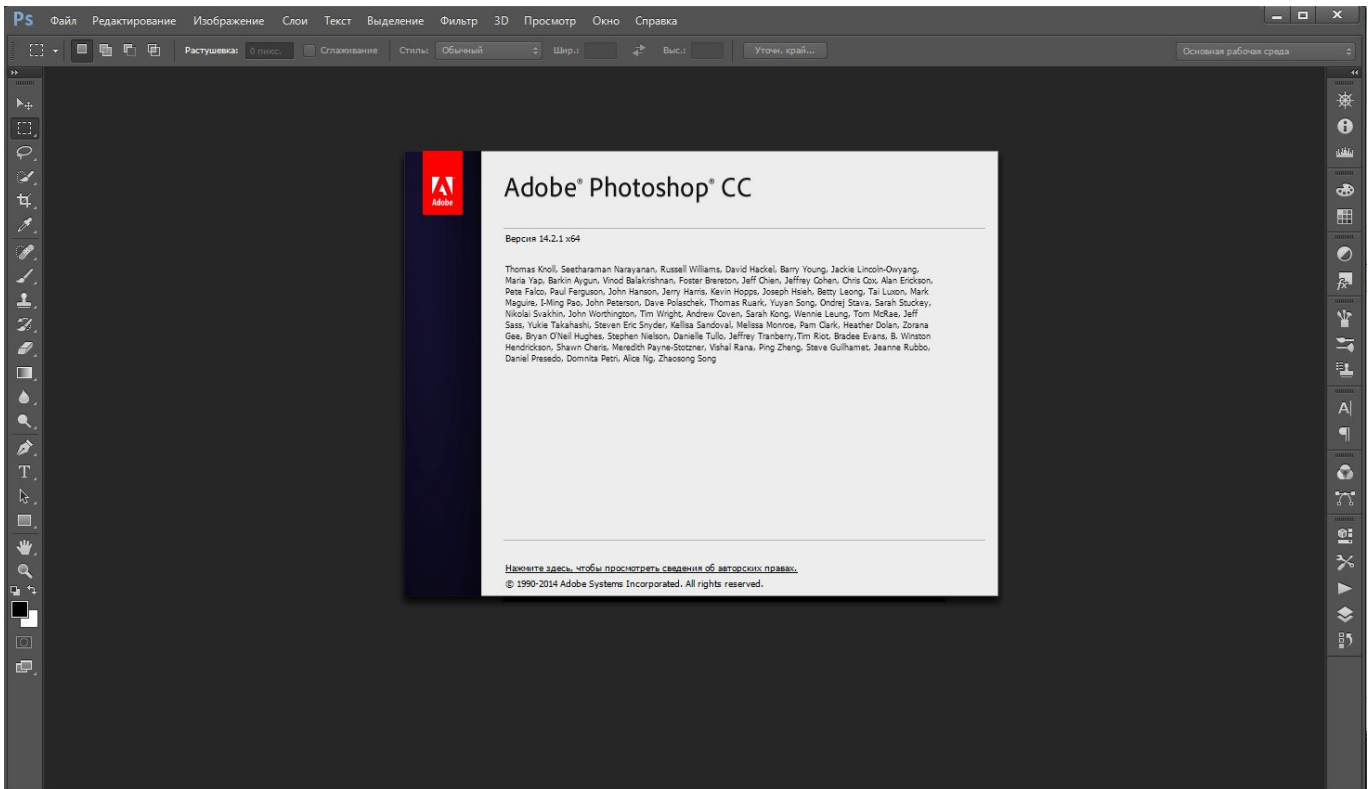 Ps Файл Редактирование Изображение Слои Текст Выделение Фильтр 3D Просмотр Окно Справка
Растушевка: 0 пикс. Сглаживание Стиль: Обычный Шир.: Выс.: Уточн. край... Основная рабочая среда
Adobe
Adobe® Photoshop® CC
Версия 14.2.1 x64
Thomas Knoll, Seetharaman Narayanan, Russell Williams, David Hackel, Barry Young, Jackie Lincoln-Owyang,
Maria Yap, Barkin Aygun, Vinod Balakrishnan, Foster Brereton, Jeff Chien, Jeffrey Cohen, Chris Cox, Alan Erickson,
Pete Falco, Paul Ferguson, John Hanson, Jerry Harris, Kevin Hopps, Joseph Hsieh, Betty Leong, Tai Luxon, Mark
Maguire, I-Ming Pao, John Peterson, Dave Polaschek, Thomas Ruark, Yuyan Song, Ondrej Stava, Sarah Stuckey,
Nikolai Svakhin, John Worthington, Tim Wright, Andrew Coven, Sarah Kong, Wennie Leung, Tom McRae, Jeff
Sass, Yukie Takahashi, Steven Eric Snyder, Kellisa Sandoval, Melissa Monroe, Pam Clark, Heather Dolan, Zorana
Gee, Bryan O'Neil Hughes, Stephen Nielson, Danielle Tullo, Jeffrey Tranberry,Tim Riot, Bradee Evans, B. Winston
Hendrickson, Shawn Cheris, Meredith Payne-Stotzner, Vishal Rana, Ping Zheng, Steve Guilhamet, Jeanne Rubbo,
Daniel Presedo, Domnita Petri, Alice Ng, Zhaosong Song
Нажмите здесь, чтобы просмотреть сведения об авторских правах.
© 1990-2014 Adobe Systems Incorporated. All rights reserved.